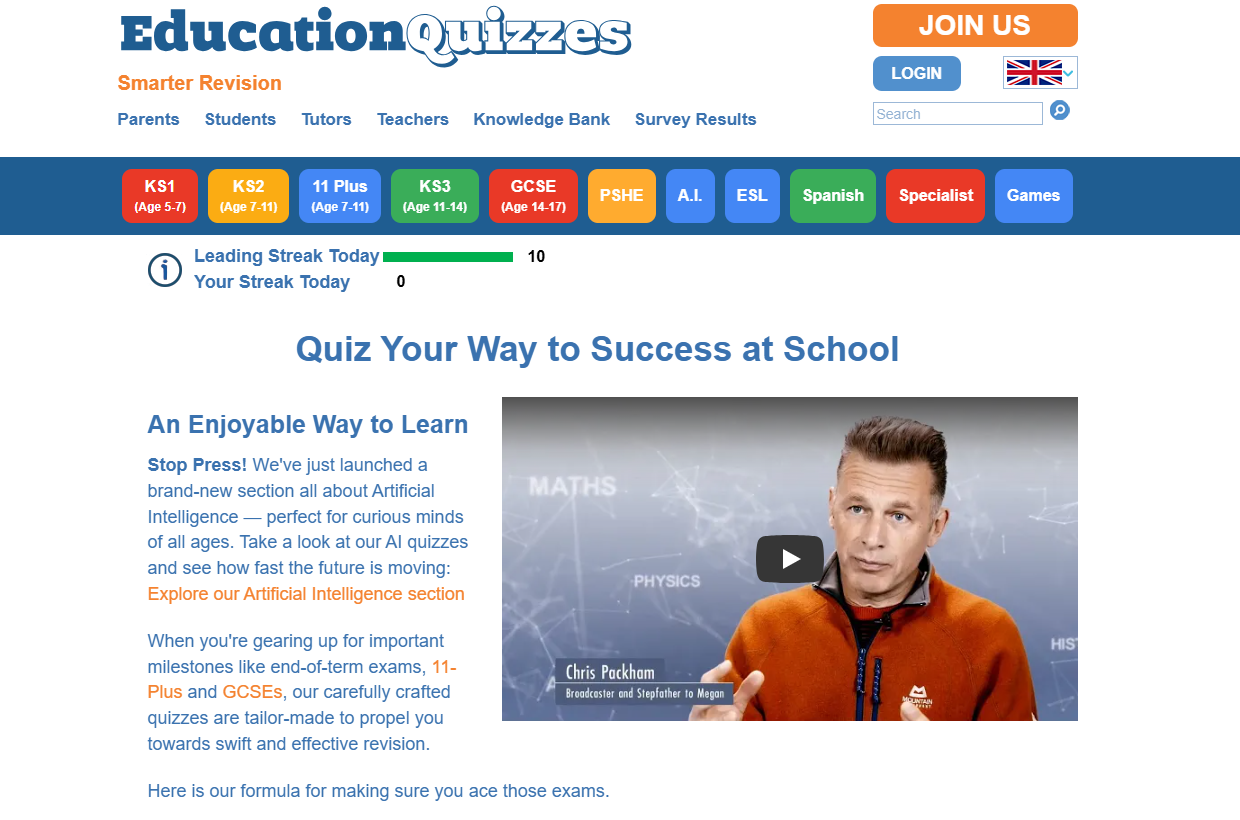 EducationQuizzes
Smarter Revision
JOIN US
LOGIN
Search
Parents Students Tutors Teachers Knowledge Bank Survey Results
KS1
(Age 5-7)
KS2
(Age 7-11)
11 Plus
(Age 7-11)
KS3
(Age 11-14)
GCSE
(Age 14-17)
PSHE
A.I.
ESL
Spanish
Specialist
Games
Leading Streak Today 10
Your Streak Today 0
Quiz Your Way to Success at School
An Enjoyable Way to Learn
Stop Press! We've just launched a
brand-new section all about Artificial
Intelligence — perfect for curious minds
of all ages. Take a look at our AI quizzes
and see how fast the future is moving:
Explore our Artificial Intelligence section
When you're gearing up for important
milestones like end-of-term exams, 11-
Plus and GCSEs, our carefully crafted
quizzes are tailor-made to propel you
towards swift and effective revision.
Here is our formula for making sure you ace those exams.
MATHS
PHYSICS
HIST
Chris Packham
Broadcaster and Stepfather to Megan
MOUNTAIN